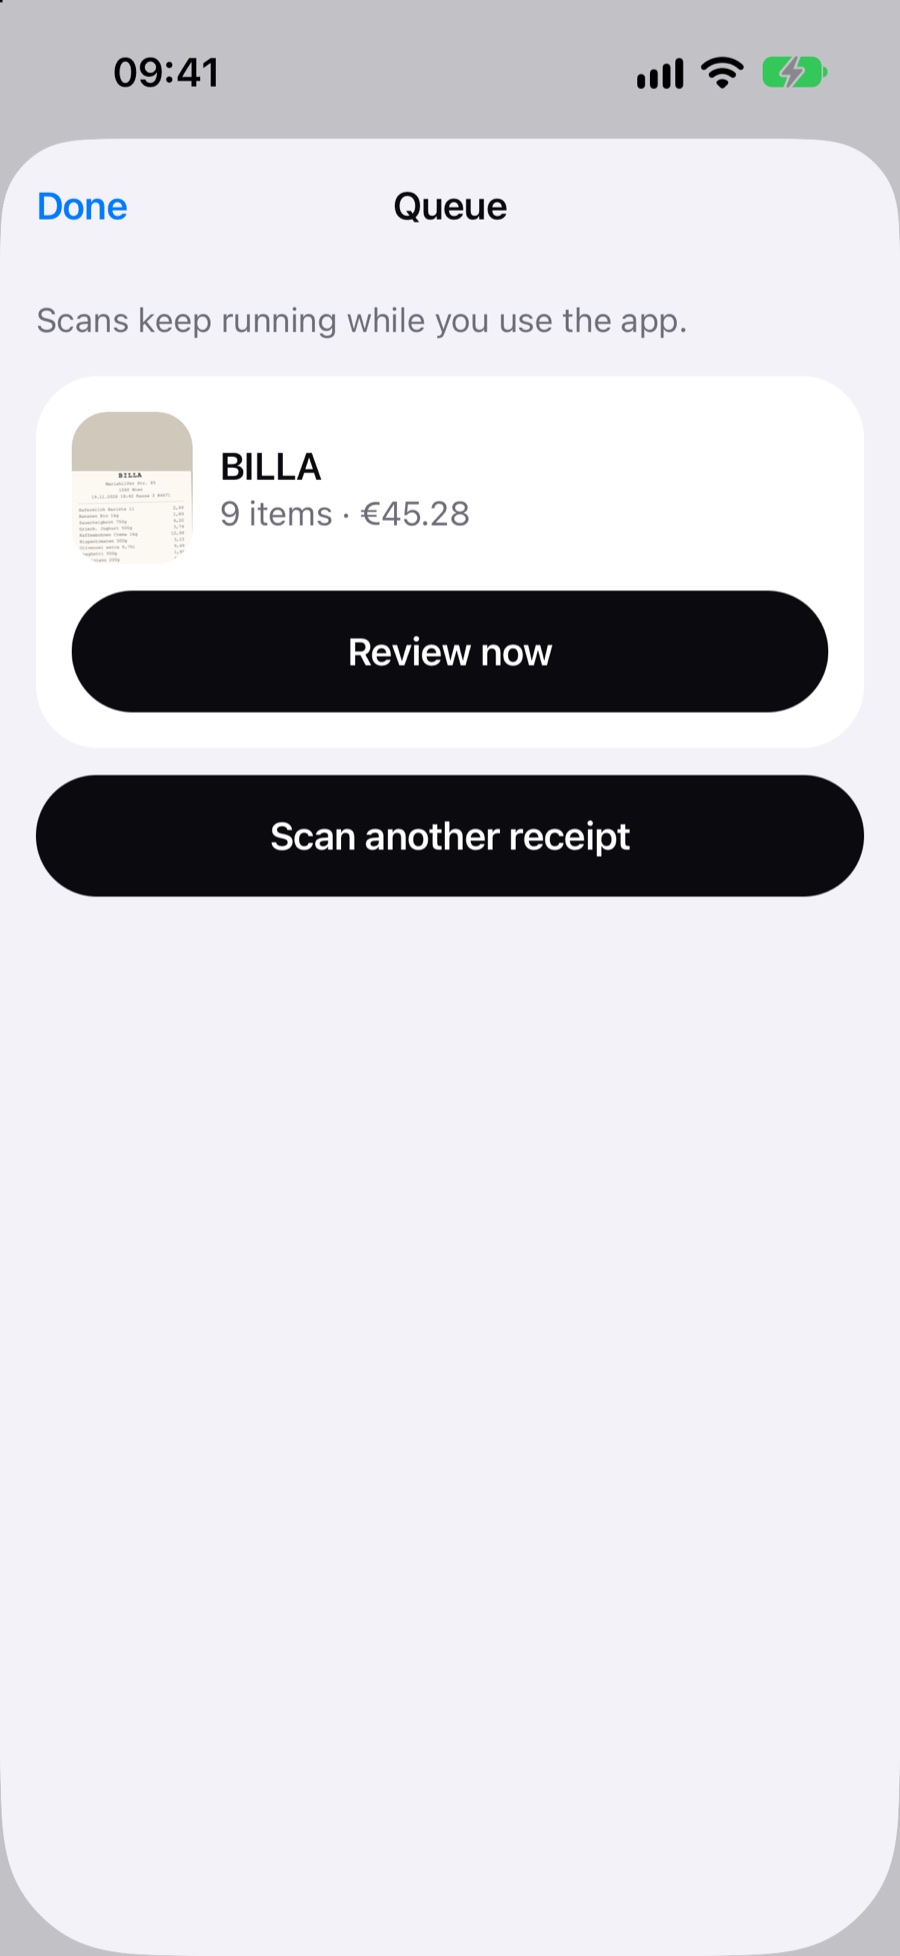 09:41
Done
Queue
Scans keep running while you use the app.
BILLA
BILLA
9 items · €45.28
Review now
Scan another receipt